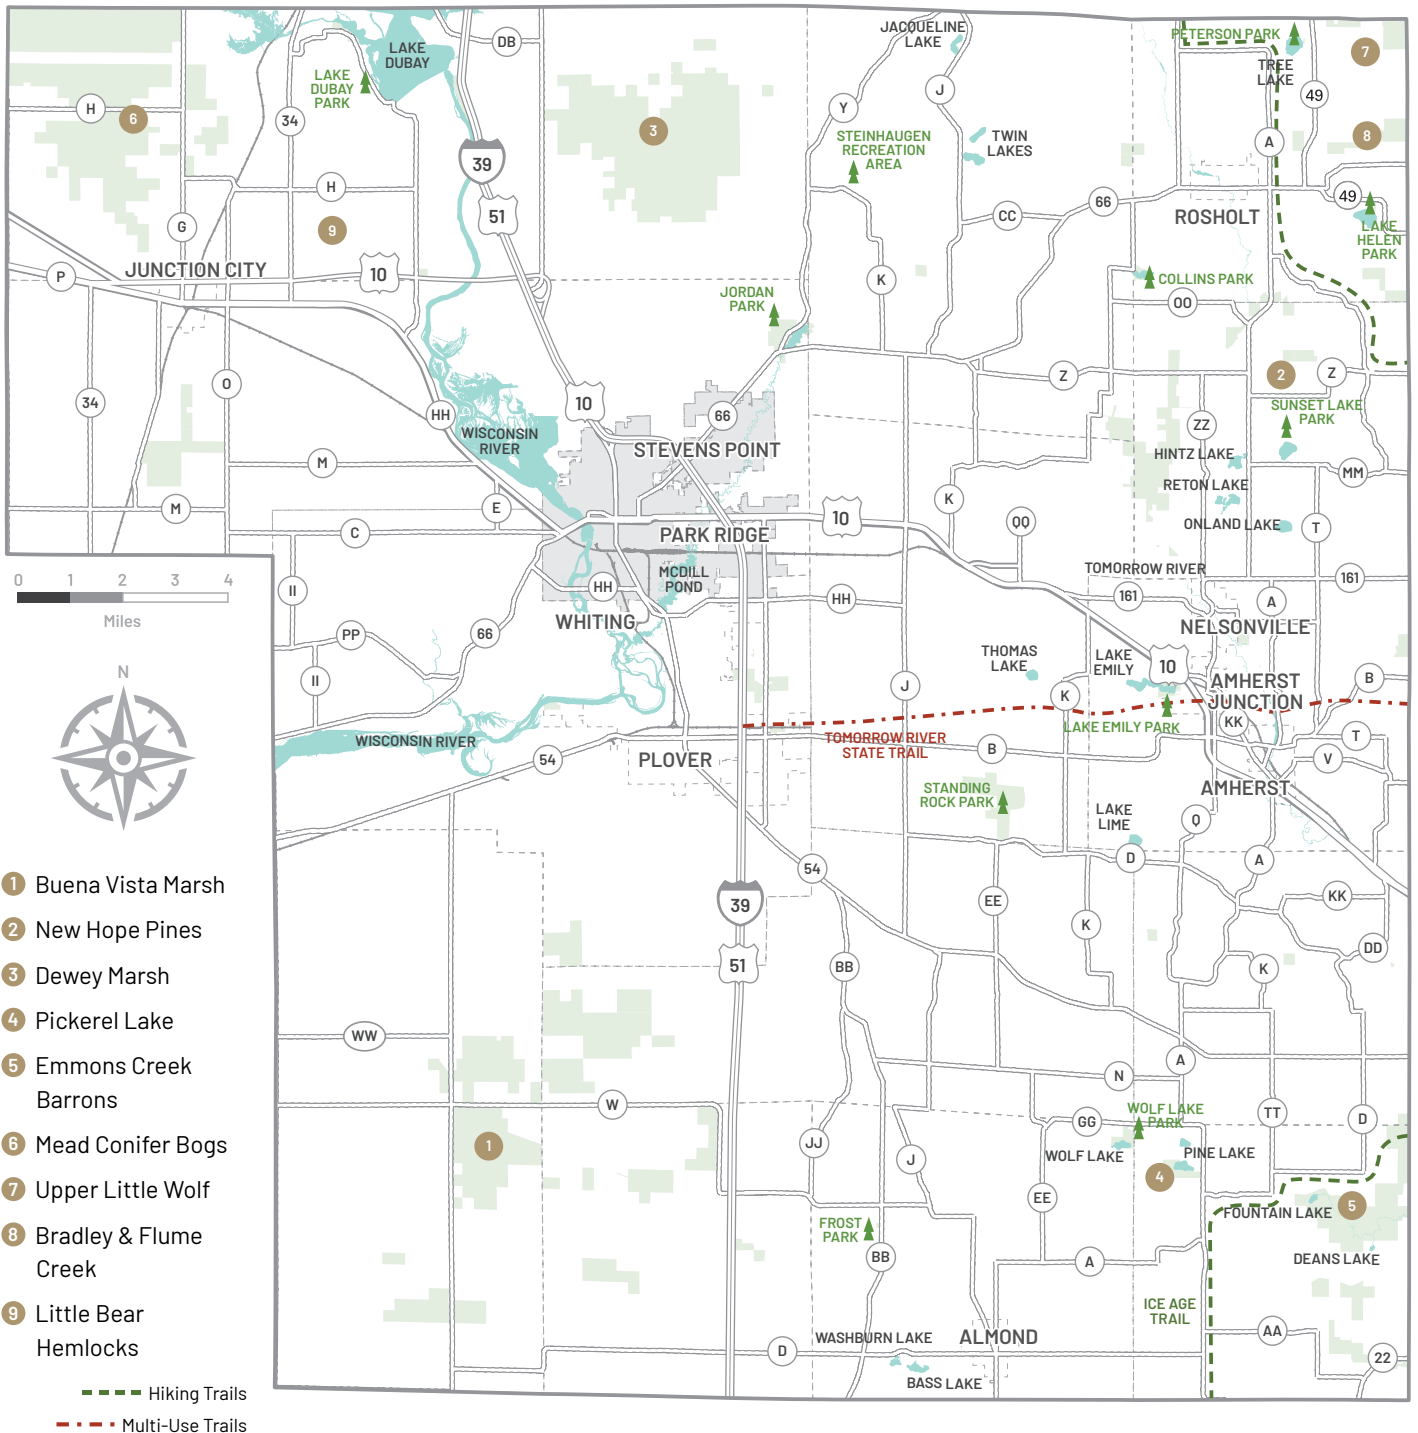 JACQUELINE
LAKE
PETERSON PARK
LAKE
DUBAY
DB
7
LAKE
DUBAY
PARK
TREE
LAKE
J
49
H
6
34
Y
3
8
A
STEINHAUGEN
RECREATION
AREA
TWIN
LAKES
39
H
49
66
CC
51
ROSHOLT
G
9
LAKE
HELEN
PARK
JUNCTION CITY
P
10
K
COLLINS PARK
JORDAN
PARK
OO
Z
2
Z
O
34
10
HH
66
SUNSET LAKE
PARK
ZZ
WISCONSIN
RIVER
STEVENS POINT
HINTZ LAKE
M
MM
RETON LAKE
K
M
E
10
QQ
ONLAND LAKE
T
C
PARK RIDGE
TOMORROW RIVER
0
1
2
3
4
Miles
MCDILL
POND
161
II
HH
HH
161
A
WHITING
NELSONVILLE
PP
66
THOMAS
LAKE
LAKE
EMILY
10
II
J
K
AMHERST
JUNCTION
B
N
LAKE EMILY PARK
KK
WISCONSIN RIVER
TOMORROW RIVER
STATE TRAIL
B
T
54
PLOVER
V
STANDING
ROCK PARK
AMHERST
LAKE
LIME
Q
D
A
54
1 Buena Vista Marsh
39
EE
KK
2 New Hope Pines
K
51
BB
DD
3 Dewey Marsh
K
4 Pickerel Lake
WW
5 Emmons Creek
Barrons
A
N
W
WOLF LAKE
PARK
GG
TT
D
6 Mead Conifer Bogs
1
JJ
J
WOLF LAKE
PINE LAKE
4
7 Upper Little Wolf
EE
FOUNTAIN LAKE
5
8 Bradley & Flume
Creek
FROST
PARK
BB
A
DEANS LAKE
9 Little Bear
Hemlocks
ICE AGE
TRAIL
WASHBURN LAKE
ALMOND
AA
D
22
BASS LAKE
Hiking Trails
Multi-Use Trails